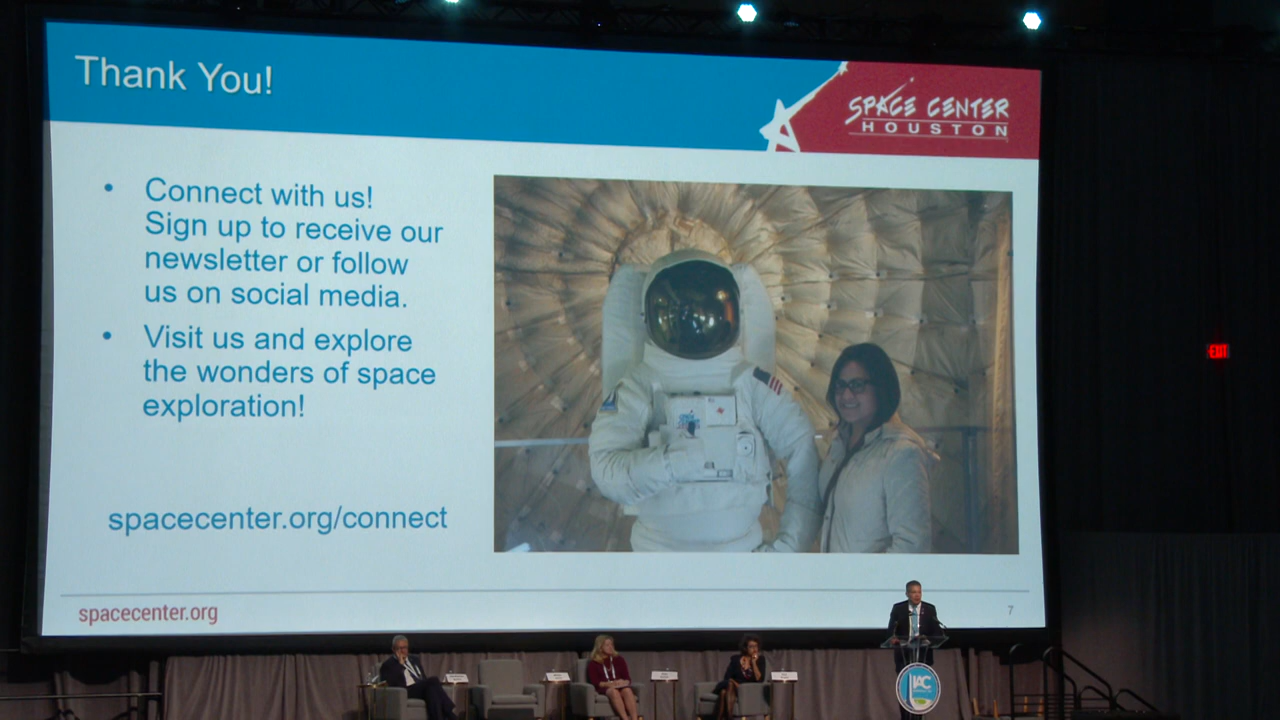 Thank You!
SPACE CENTER
HOUSTON
• Connect with us!
Sign up to receive our
newsletter or follow
us on social media.
• Visit us and explore
the wonders of space
exploration!
spacecenter.org/connect
spacecenter.org
7
EXIT
IAC